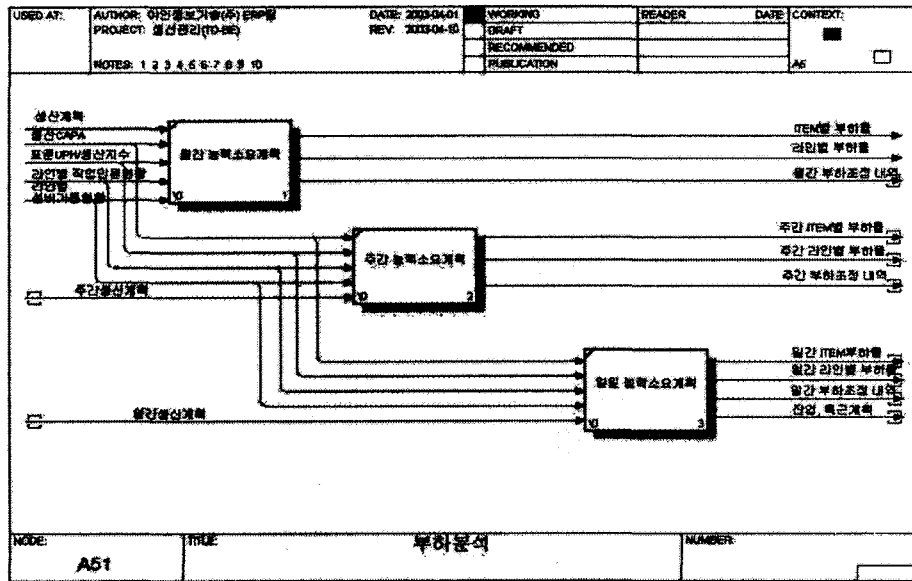 USED AT:
AUTHOR: 아인정보기술(주) ERP팀
DATE: 2003-04-01
WORKING
READER
DATE
CONTEXT:
PROJECT: 생산관리(TO-BE)
REV: 2003-04-10
DRAFT
RECOMMENDED
NOTES: 1 2 3 4 5 6 7 8 9 10
PUBLICATION
A5
생산계획
생산CAPA
표준UPH/생산지수
라인별 작업인원현황
라인별
설비가동현황
월간 능력소요계획
\0
1
ITEM별 부하율
라인별 부하율
월간 부하조정 내역
주간생산계획
주간 능력소요계획
\0
2
주간 ITEM별 부하율
주간 라인별 부하율
주간 부하조정 내역
일간생산계획
일일 능력소요계획
\0
3
일간 ITEM부하율
일간 라인별 부하율
일간 부하조정 내역
잔업, 특근계획
NODE:
A51
TITLE:
부하분석
NUMBER: